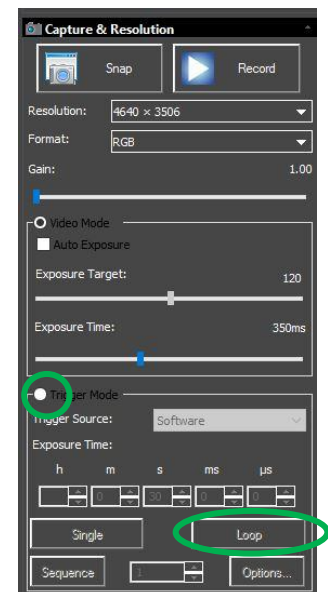 Capture & Resolution
Snap Record
Resolution: 4640 × 3506
Format: RGB
Gain: 1.00
Video Mode
Auto Exposure
Exposure Target: 120
Exposure Time: 350ms
Trigger Mode
Trigger Source: Software
Exposure Time:
h m s ms µs
0 30 0 0
Single Loop
Sequence 1 Options...